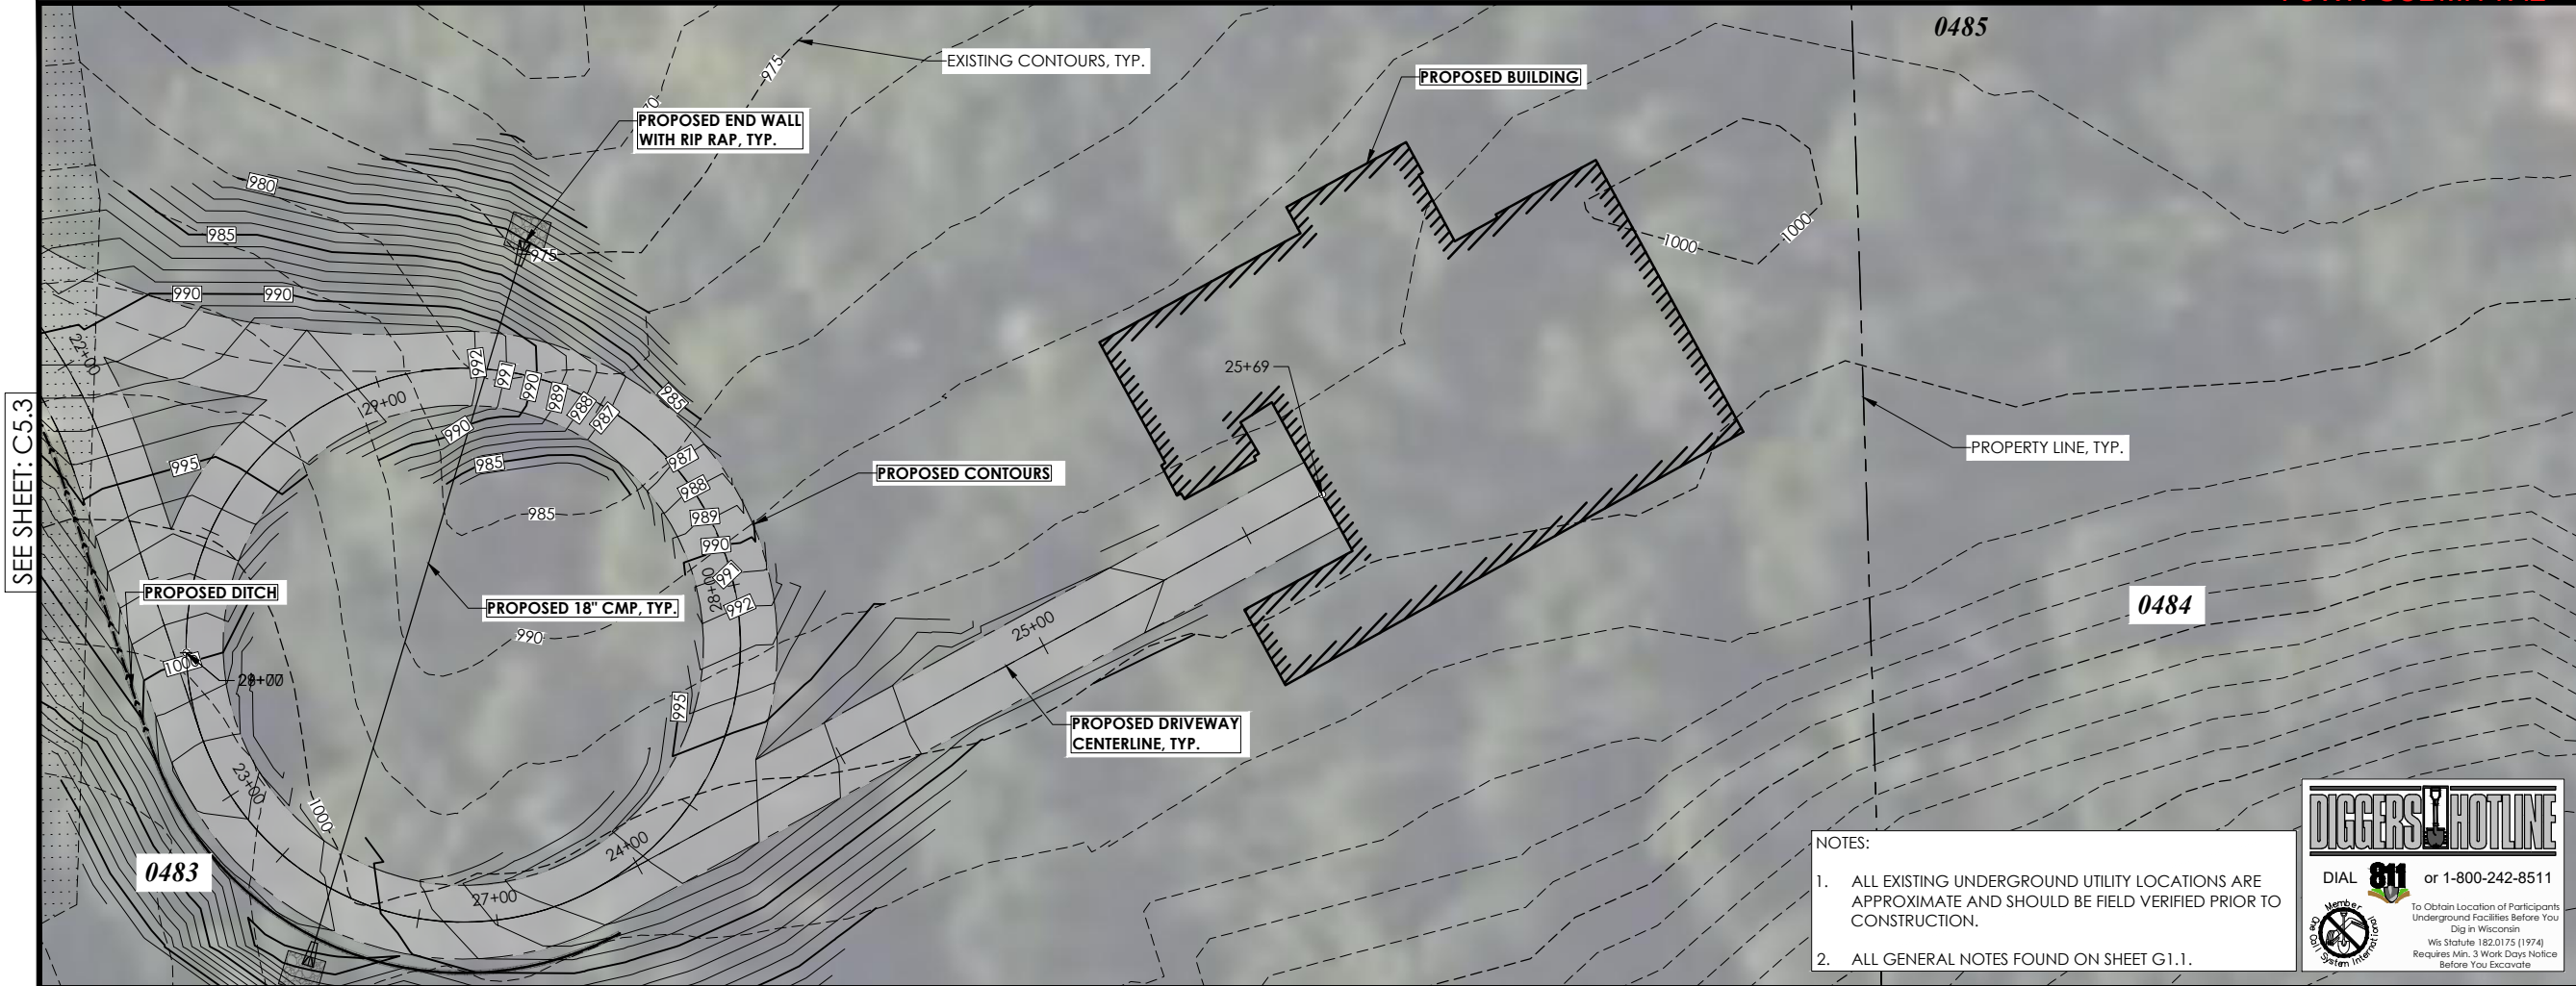 0485
EXISTING CONTOURS, TYP.
975
PROPOSED BUILDING
PROPOSED END WALL
WITH RIP RAP, TYP.
980
985
975
990
990
1000
1000
22+00
992
991
990
989
988
987
985
29+00
990
985
995
25+69
SEE SHEET: C5.3
PROPERTY LINE, TYP.
PROPOSED CONTOURS
987
988
989
990
992
985
28+00
PROPOSED DITCH
PROPOSED 18" CMP, TYP.
990
0484
25+00
1000
995
PROPOSED DRIVEWAY
CENTERLINE, TYP.
23+00
1000
24+00
0483
27+00
NOTES:
1. ALL EXISTING UNDERGROUND UTILITY LOCATIONS ARE
APPROXIMATE AND SHOULD BE FIELD VERIFIED PRIOR TO
CONSTRUCTION.
2. ALL GENERAL NOTES FOUND ON SHEET G1.1.
DIGGERS HOTLINE
DIAL 811 or 1-800-242-8511
Member
One Call System International
To Obtain Location of Participants
Underground Facilities Before You
Dig in Wisconsin
Wis Statute 182.0175 (1974)
Requires Min. 3 Work Days Notice
Before You Excavate